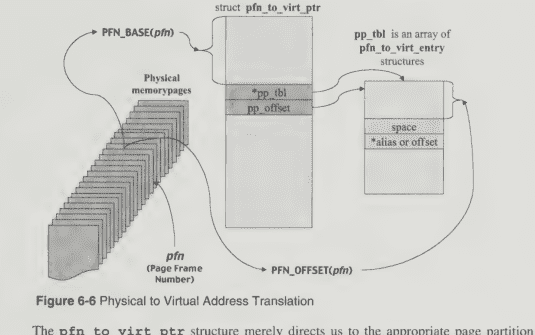 struct pfn_to_virt_ptr
PFN_BASE(pfn)
pp_tbl is an array of
pfn_to_virt_entry
structures
Physical
memorypages
*pp_tbl
pp_offset
space
*alias or offset
pfn
(Page Frame
Number)
PFN_OFFSET(pfn)
Figure 6-6 Physical to Virtual Address Translation
The pfn_to_virt_ptr structure merely directs us to the appropriate page partition